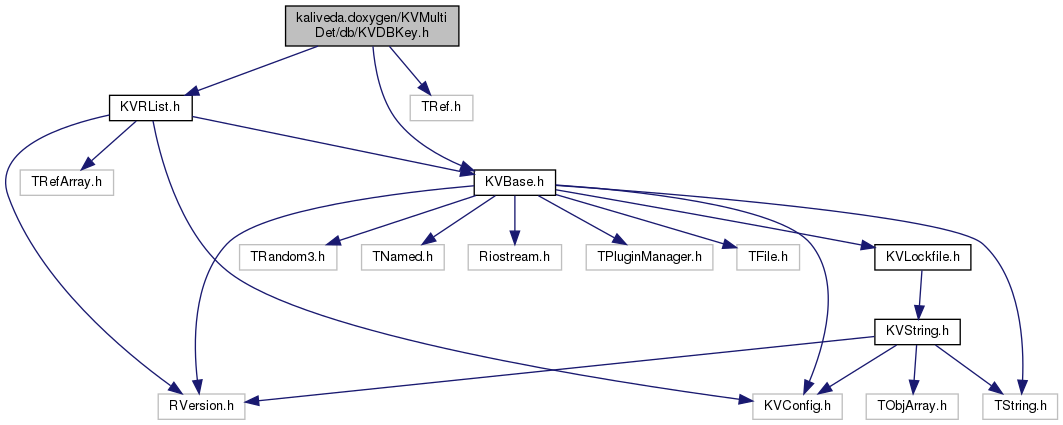 kaliveda.doxygen/KVMulti
Det/db/KVDBKey.h
KVRList.h
TRef.h
TRefArray.h
KVBase.h
TRandom3.h
TNamed.h
Riostream.h
TPluginManager.h
TFile.h
KVLockfile.h
KVString.h
RVersion.h
KVConfig.h
TObjArray.h
TString.h